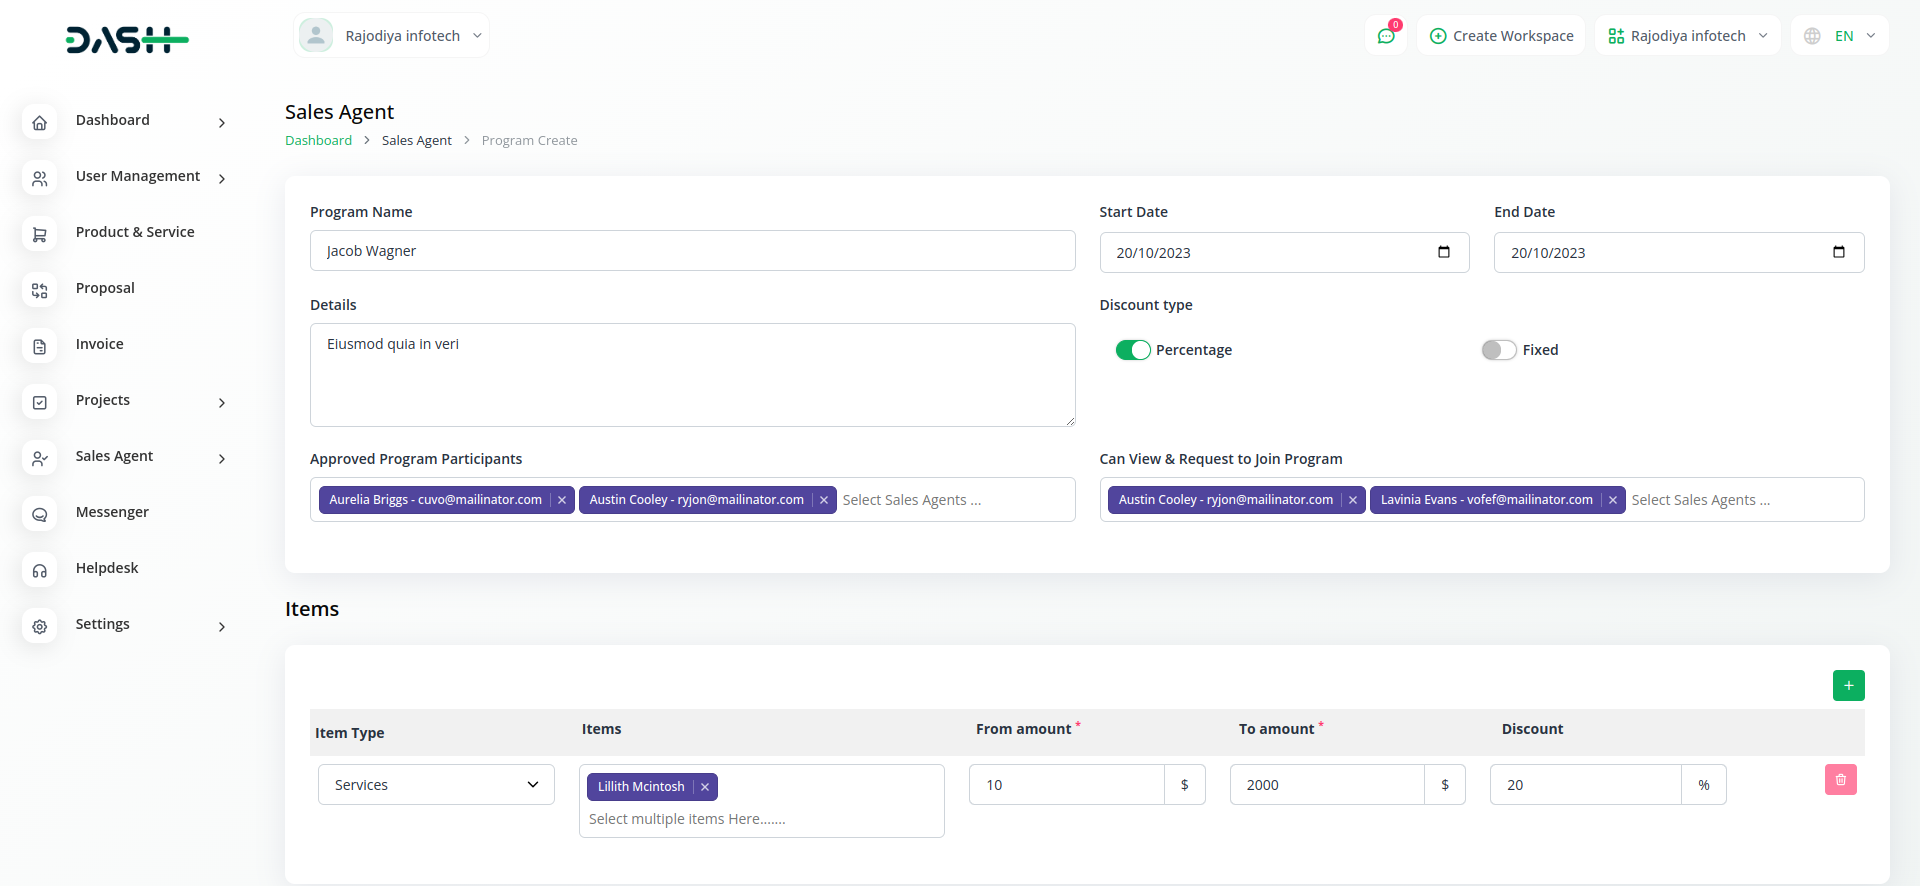 DASH
Rajodiya infotech
0
Create Workspace
Rajodiya infotech
EN
Dashboard
User Management
Product & Service
Proposal
Invoice
Projects
Sales Agent
Messenger
Helpdesk
Settings
Sales Agent
Dashboard > Sales Agent > Program Create
Program Name
Start Date
End Date
Jacob Wagner
20/10/2023
20/10/2023
Details
Discount type
Eiusmod quia in veri
Percentage
Fixed
Approved Program Participants
Can View & Request to Join Program
Aurelia Briggs - cuvo@mailinator.com × Austin Cooley - ryjon@mailinator.com × Select Sales Agents ...
Austin Cooley - ryjon@mailinator.com × Lavinia Evans - vofef@mailinator.com × Select Sales Agents ...
Items
+
Item Type
Items
From amount *
To amount *
Discount
Services
Lillith Mcintosh ×
Select multiple items Here.......
10 $
2000 $
20 %